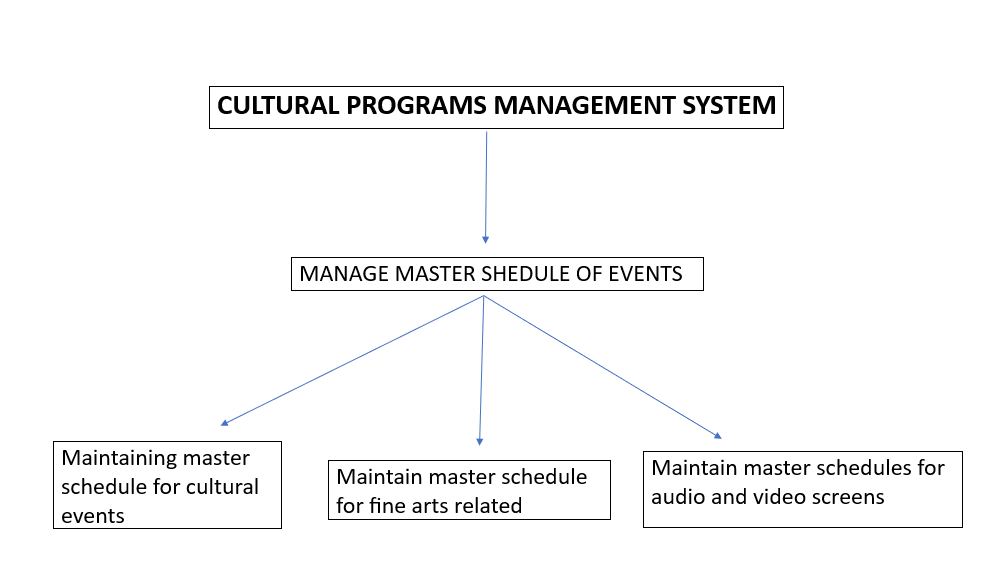 CULTURAL PROGRAMS MANAGEMENT SYSTEM
MANAGE MASTER SHEDULE OF EVENTS
Maintaining master
schedule for cultural
events
Maintain master schedule
for fine arts related
Maintain master schedules for
audio and video screens